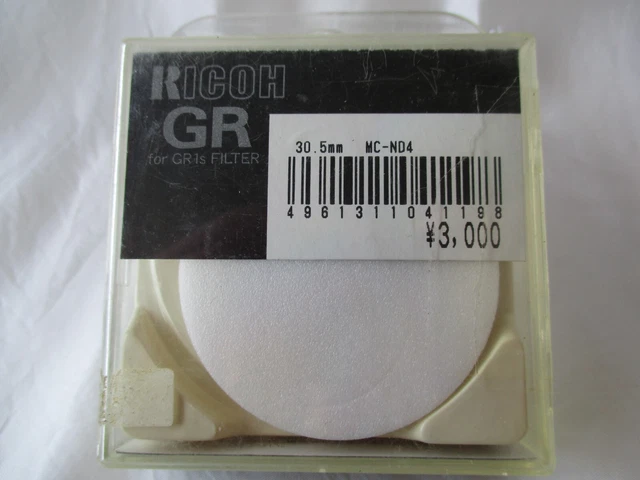 RICOH
GR
for GR1s FILTER
30.5mm MC-ND4
4961311041198
¥3,000